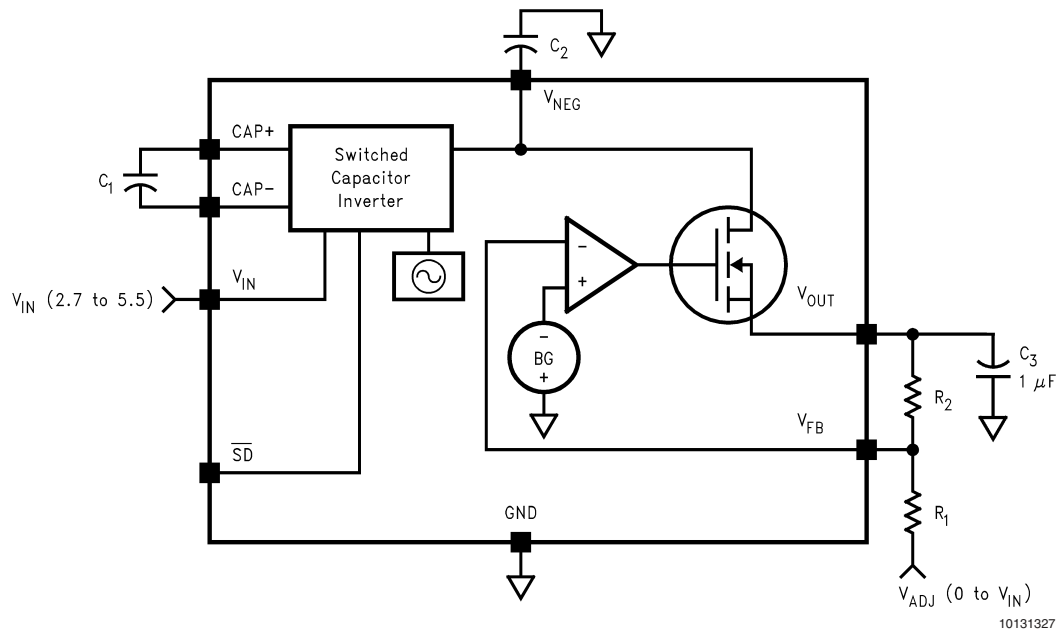 C2
VNEG
CAP+
C1
CAP−
Switched
Capacitor
Inverter
VIN
VIN (2.7 to 5.5)
−
+
−
BG
+
VOUT
C3
1 μF
R2
VFB
SD
GND
R1
VADJ (0 to VIN)
10131327